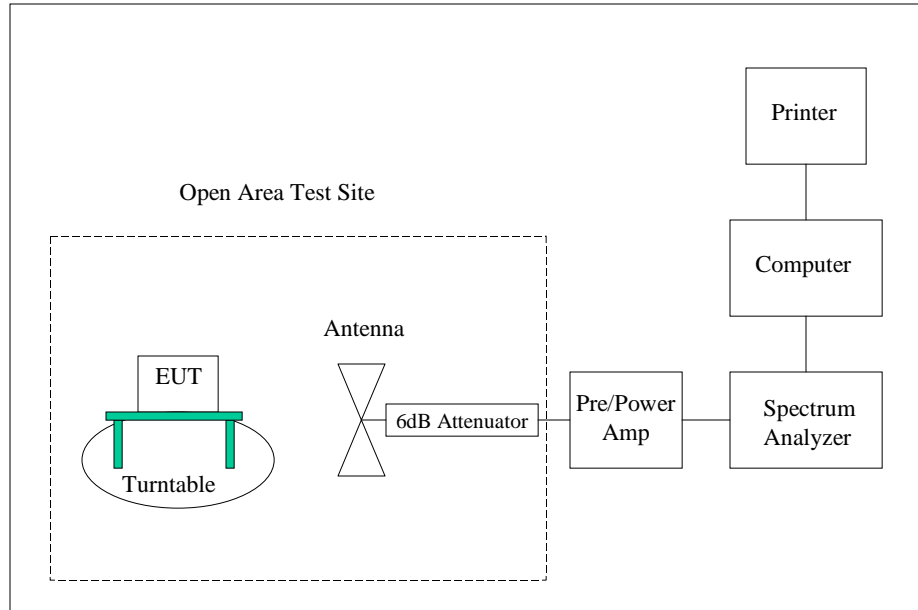 Printer
Open Area Test Site
Computer
Antenna
EUT
6dB Attenuator
Pre/Power
Amp
Spectrum
Analyzer
Turntable